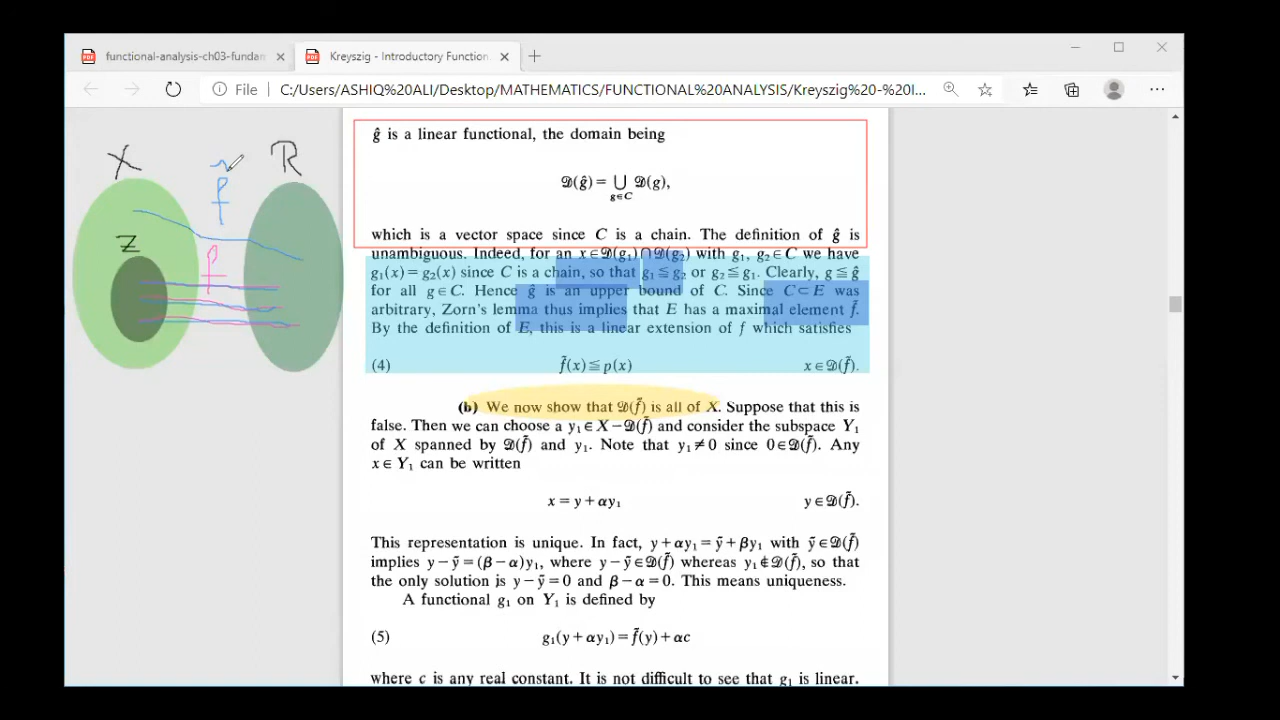 functional-analysis-ch03-fundam
Kreyszig - Introductory Function
File
C:/Users/ASHIQ%20ALI/Desktop/MATHEMATICS/FUNCTIONAL%20ANALYSIS/Kreyszig%20-%20I...
X
f̃
R
Z
f
ĝ is a linear functional, the domain being
𝒟(ĝ) = ⋃ 𝒟(g),
g∈C
which is a vector space since C is a chain. The definition of ĝ is
unambiguous. Indeed, for an x∈𝒟(g₁)∩𝒟(g₂) with g₁, g₂∈C we have
g₁(x)=g₂(x) since C is a chain, so that g₁≦g₂ or g₂≦g₁. Clearly, g≦ĝ
for all g∈C. Hence ĝ is an upper bound of C. Since C⊂E was
arbitrary, Zorn's lemma thus implies that E has a maximal element f̃.
By the definition of E, this is a linear extension of f which satisfies
(4) f̃(x)≦p(x) x∈𝒟(f̃).
(b) We now show that 𝒟(f̃) is all of X. Suppose that this is
false. Then we can choose a y₁∈X−𝒟(f̃) and consider the subspace Y₁
of X spanned by 𝒟(f̃) and y₁. Note that y₁≠0 since 0∈𝒟(f̃). Any
x∈Y₁ can be written
x=y+αy₁ y∈𝒟(f̃).
This representation is unique. In fact, y+αy₁=ỹ+βy₁ with ỹ∈𝒟(f̃)
implies y−ỹ=(β−α)y₁, where y−ỹ∈𝒟(f̃) whereas y₁∉𝒟(f̃), so that
the only solution is y−ỹ=0 and β−α=0. This means uniqueness.
A functional g₁ on Y₁ is defined by
(5) g₁(y+αy₁)=f̃(y)+αc
where c is any real constant. It is not difficult to see that g₁ is linear.